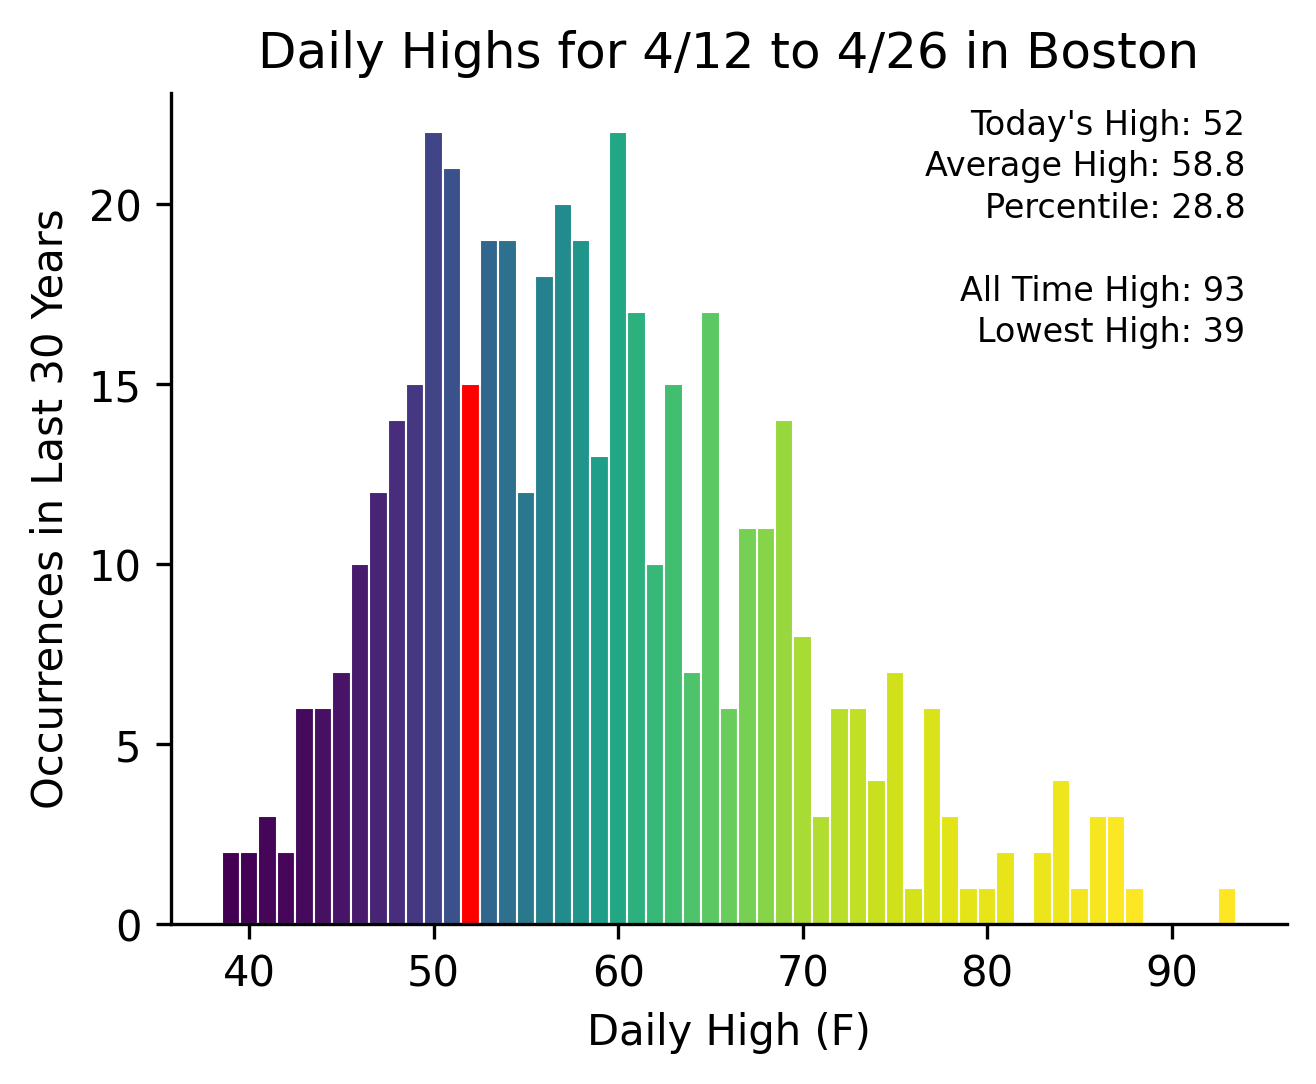 Daily Highs for 4/12 to 4/26 in Boston
Today's High: 52
Average High: 58.8
Percentile: 28.8
All Time High: 93
Lowest High: 39
Occurrences in Last 30 Years
20
15
10
5
0
40 50 60 70 80 90
Daily High (F)